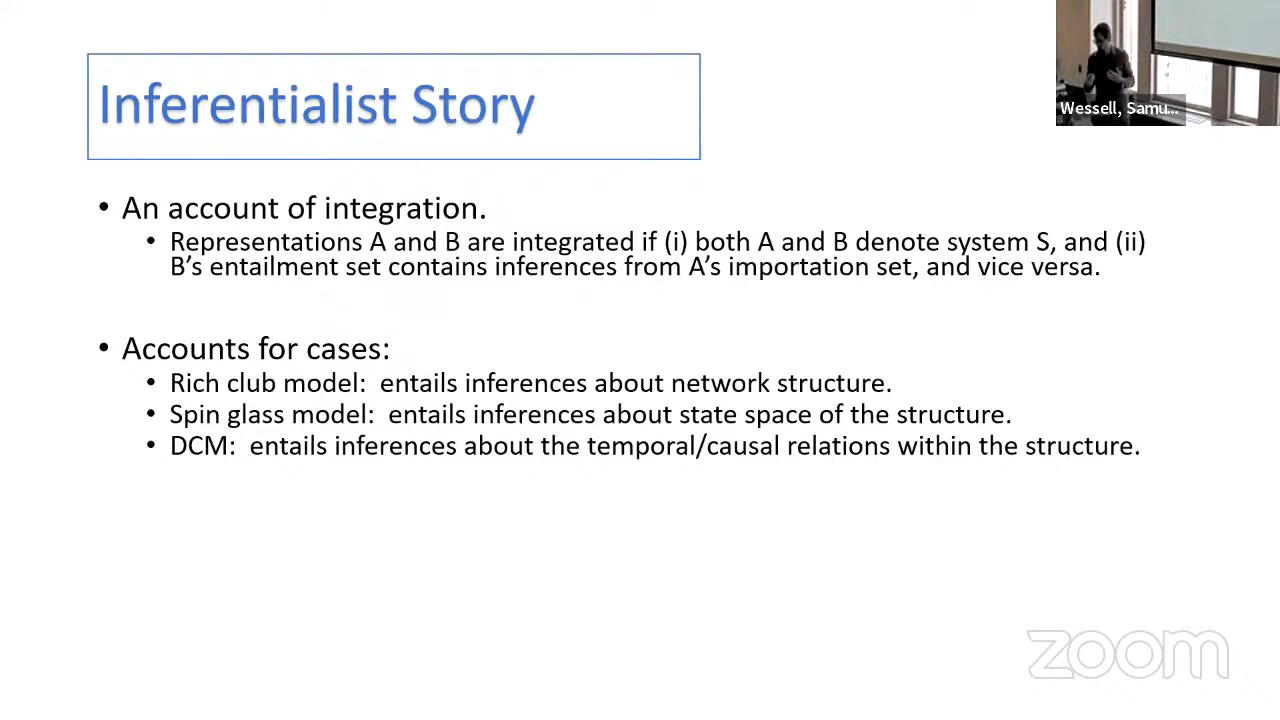 Inferentialist Story
Wessell, Samu...
• An account of integration.
• Representations A and B are integrated if (i) both A and B denote system S, and (ii)
B’s entailment set contains inferences from A’s importation set, and vice versa.
• Accounts for cases:
• Rich club model:  entails inferences about network structure.
• Spin glass model:  entails inferences about state space of the structure.
• DCM:  entails inferences about the temporal/causal relations within the structure.
zoom